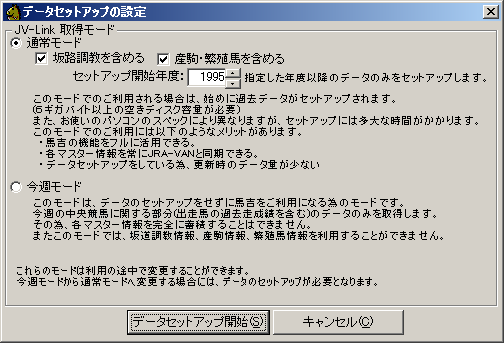 データセットアップの設定
JV-Link 取得モード
通常モード
坂路調教を含める 産駒・繁殖馬を含める
セットアップ開始年度: 1995 指定した年度以降のデータのみをセットアップします。
このモードでのご利用される場合は、始めに過去データがセットアップされます。
(6ギガバイト以上の空きディスク容量が必要)
また、お使いのパソコンのスペックにより異なりますが、セットアップには多大な時間がかかります。
このモードでのご利用には以下のようなメリットがあります。
・馬吉の機能をフルに活用できる。
・各マスター情報を常にJRA-VANと同期できる。
・データセットアップをしている為、更新時のデータ量が少ない
今週モード
このモードは、データのセットアップをせずに馬吉をご利用になる為のモードです。
今週の中央競馬に関する部分(出走馬の過去走成績を含む)のデータのみを取得します。
その為、各マスター情報を完全に蓄積することはできません。
またこのモードでは、坂道調教情報、産駒情報、繁殖馬情報を利用することができません。
これらのモードは利用の途中で変更することができます。
今週モードから通常モードへ変更する場合には、データのセットアップが必要となります。
データセットアップ開始(S) キャンセル(C)